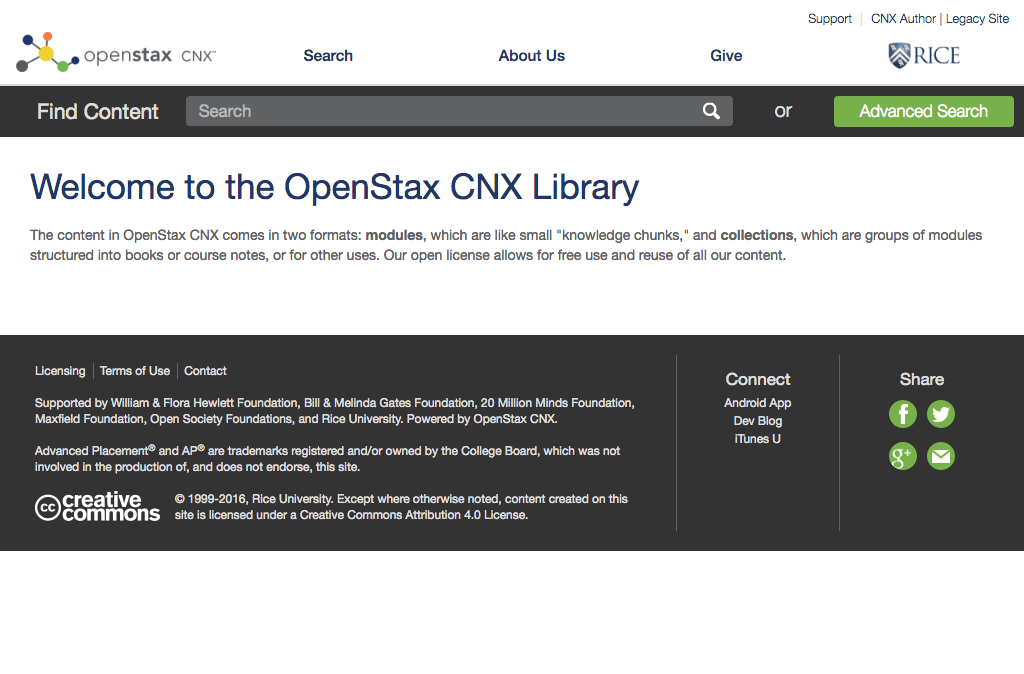 Support CNX Author | Legacy Site
openstax CNX™
Search About Us Give
RICE
Find Content Search or Advanced Search
Welcome to the OpenStax CNX Library
The content in OpenStax CNX comes in two formats: modules, which are like small "knowledge chunks," and collections, which are groups of modules
structured into books or course notes, or for other uses. Our open license allows for free use and reuse of all our content.
Licensing Terms of Use Contact
Supported by William & Flora Hewlett Foundation, Bill & Melinda Gates Foundation, 20 Million Minds Foundation,
Maxfield Foundation, Open Society Foundations, and Rice University. Powered by OpenStax CNX.
Advanced Placement® and AP® are trademarks registered and/or owned by the College Board, which was not
involved in the production of, and does not endorse, this site.
cc creative
commons
© 1999-2016, Rice University. Except where otherwise noted, content created on this
site is licensed under a Creative Commons Attribution 4.0 License.
Connect
Android App
Dev Blog
iTunes U
Share
f
g+